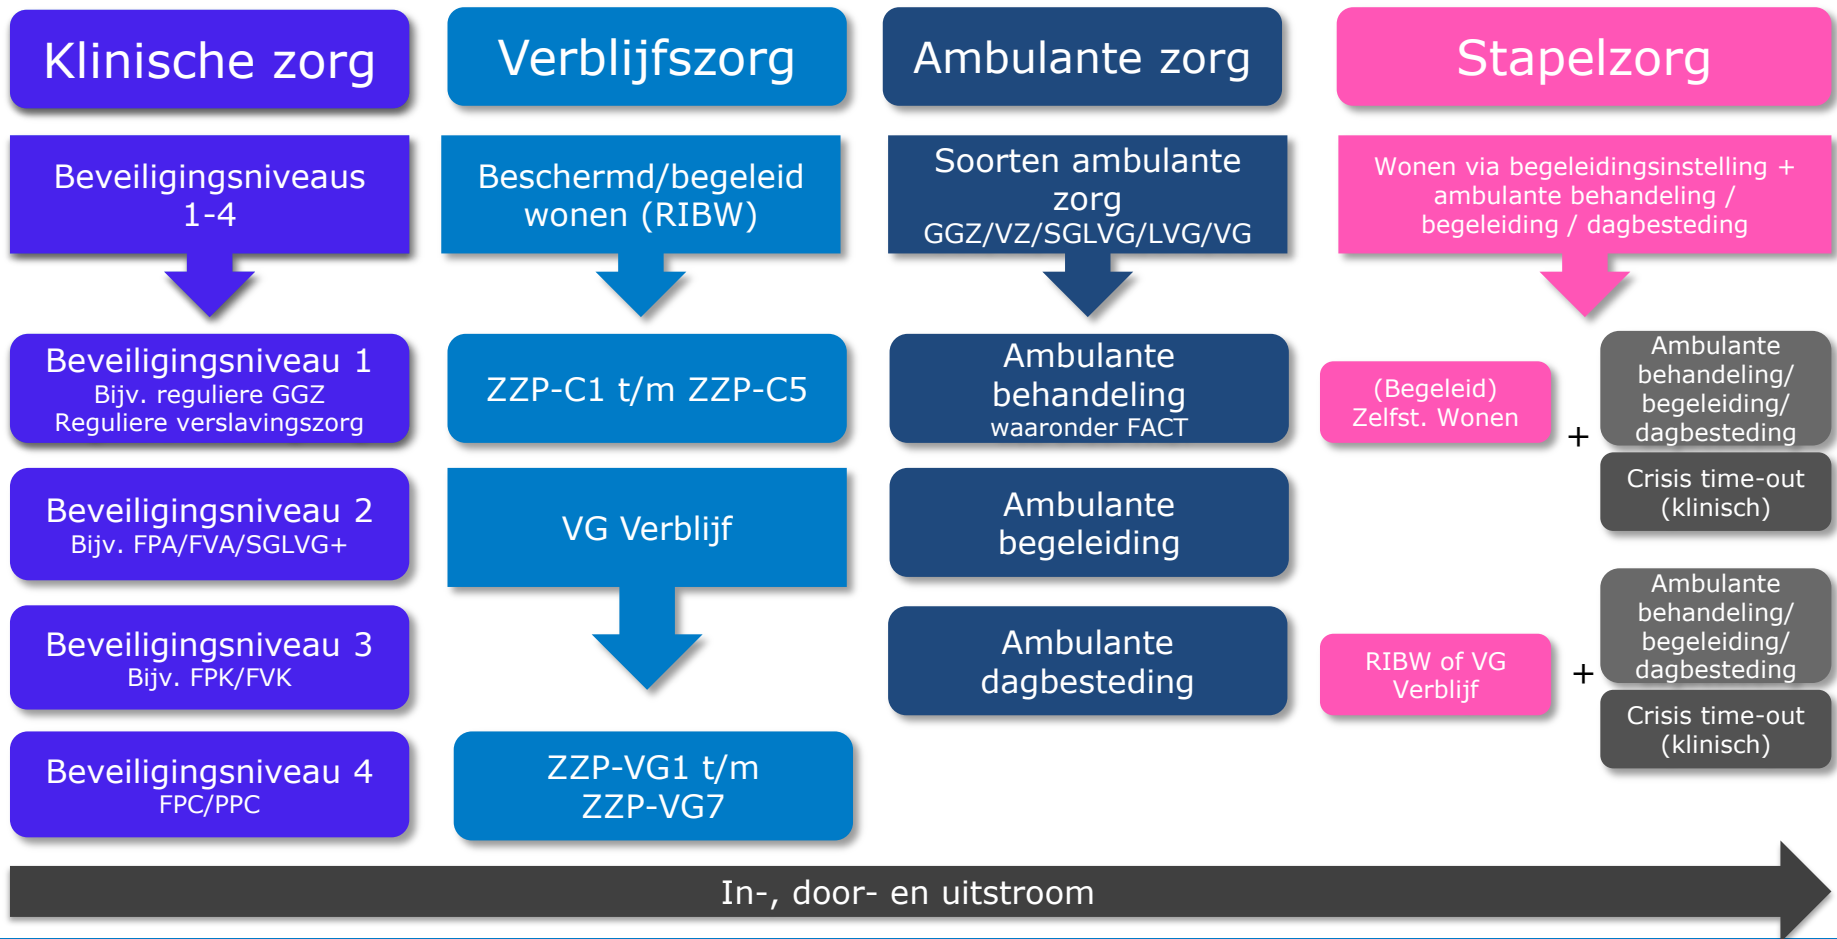 Klinische zorg
Beveiligingsniveaus
1-4
Beveiligingsniveau 1
Bijv. reguliere GGZ
Reguliere verslavingszorg
Beveiligingsniveau 2
Bijv. FPA/FVA/SGLVG+
Beveiligingsniveau 3
Bijv. FPK/FVK
Beveiligingsniveau 4
FPC/PPC
Verblijfszorg
Beschermd/begeleid
wonen (RIBW)
ZZP-C1 t/m ZZP-C5
VG Verblijf
ZZP-VG1 t/m
ZZP-VG7
Ambulante zorg
Soorten ambulante
zorg
GGZ/VZ/SGLVG/LVG/VG
Ambulante
behandeling
waaronder FACT
Ambulante
begeleiding
Ambulante
dagbesteding
Stapelzorg
Wonen via begeleidingsinstelling +
ambulante behandeling /
begeleiding / dagbesteding
(Begeleid)
Zelfst. Wonen
+
Ambulante
behandeling/
begeleiding/
dagbesteding
Crisis time-out
(klinisch)
RIBW of VG
Verblijf
+
Ambulante
behandeling/
begeleiding/
dagbesteding
Crisis time-out
(klinisch)
In-, door- en uitstroom